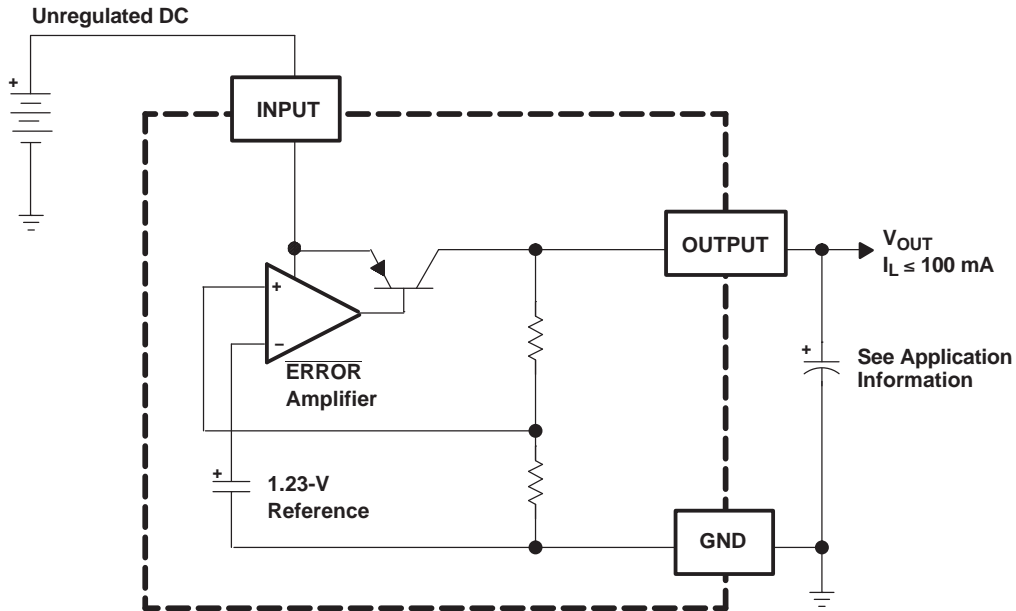 Unregulated DC
+
INPUT
OUTPUT
V_OUT
I_L ≤ 100 mA
+
−
ERROR
Amplifier
+
See Application
Information
+
1.23-V
Reference
GND